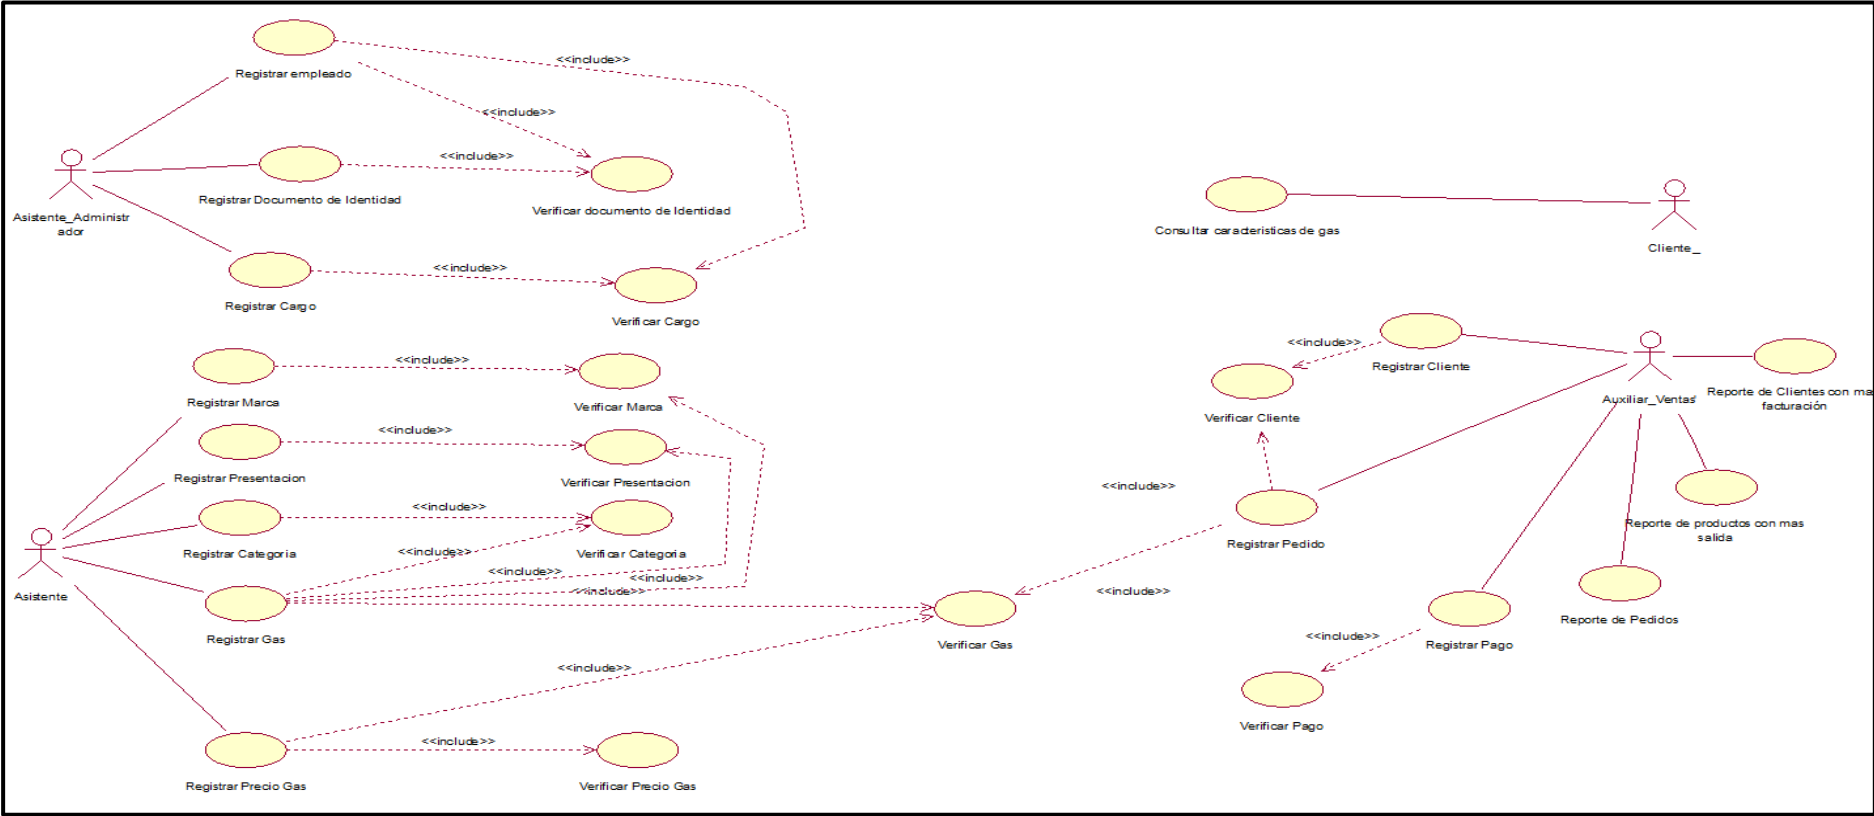 <<include>>
Registrar empleado
<<include>>
<<include>>
Registrar Documento de Identidad
Verificar documento de Identidad
Asistente_Administr
ador
<<include>>
Registrar Cargo
Verificar Cargo
Consultar caracteristicas de gas
Cliente_
<<include>>
Registrar Marca
Verificar Marca
<<include>>
Registrar Presentacion
Verificar Presentacion
<<include>>
Registrar Categoria
<<include>>
Verificar Categoria
<<include>>
<<include>>
<<include>>
Asistente
Registrar Gas
Verificar Gas
<<include>>
<<include>>
Registrar Precio Gas
Verificar Precio Gas
<<include>>
Registrar Cliente
Verificar Cliente
Auxiliar_Ventas
Reporte de Clientes con mas
facturación
<<include>>
Registrar Pedido
<<include>>
Reporte de productos con mas
salida
Reporte de Pedidos
<<include>>
Registrar Pago
Verificar Pago